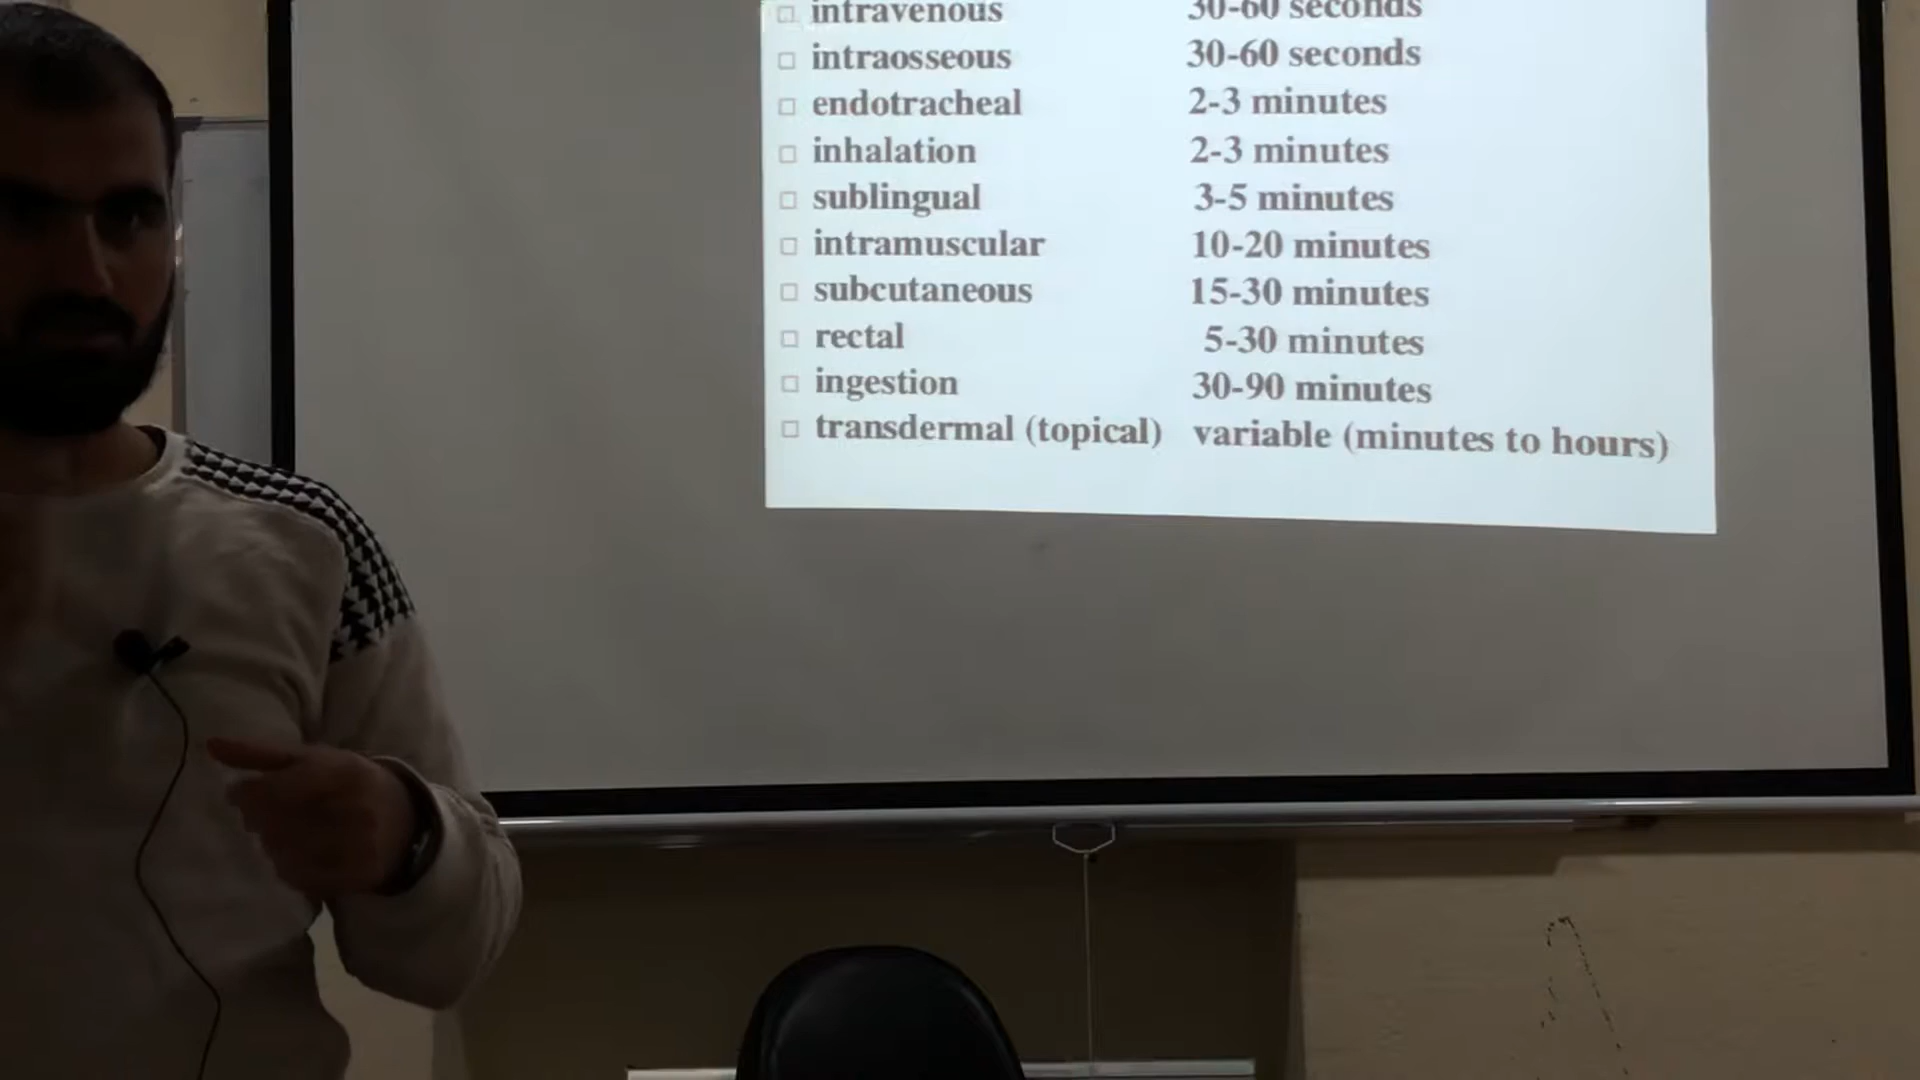 intravenous 30-60 seconds
intraosseous 30-60 seconds
endotracheal 2-3 minutes
inhalation 2-3 minutes
sublingual 3-5 minutes
intramuscular 10-20 minutes
subcutaneous 15-30 minutes
rectal 5-30 minutes
ingestion 30-90 minutes
transdermal (topical) variable (minutes to hours)